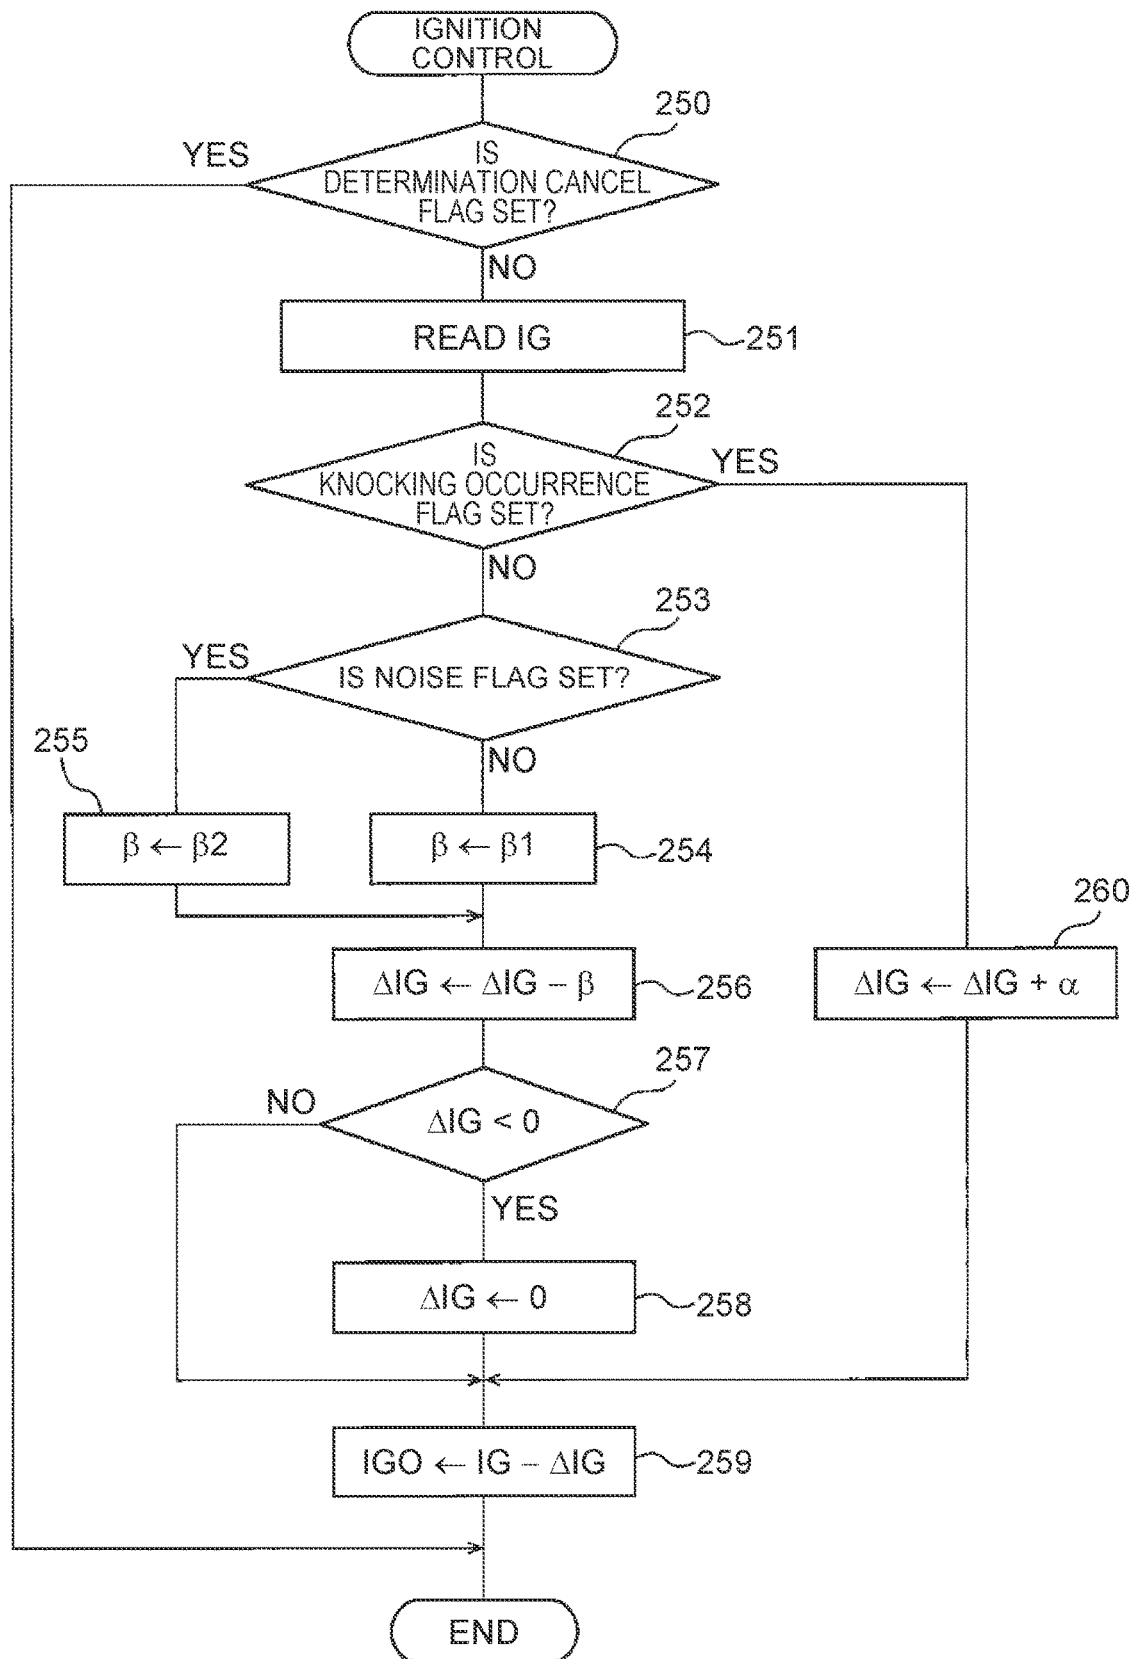 IGNITION
CONTROL
250
YES
IS
DETERMINATION CANCEL
FLAG SET?
NO
READ IG
251
252
IS
KNOCKING OCCURRENCE
FLAG SET?
YES
NO
253
YES
IS NOISE FLAG SET?
NO
255
β ← β2
β ← β1
254
260
ΔIG ← ΔIG – β
256
ΔIG ← ΔIG + α
257
NO
ΔIG < 0
YES
ΔIG ← 0
258
IGO ← IG – ΔIG
259
END